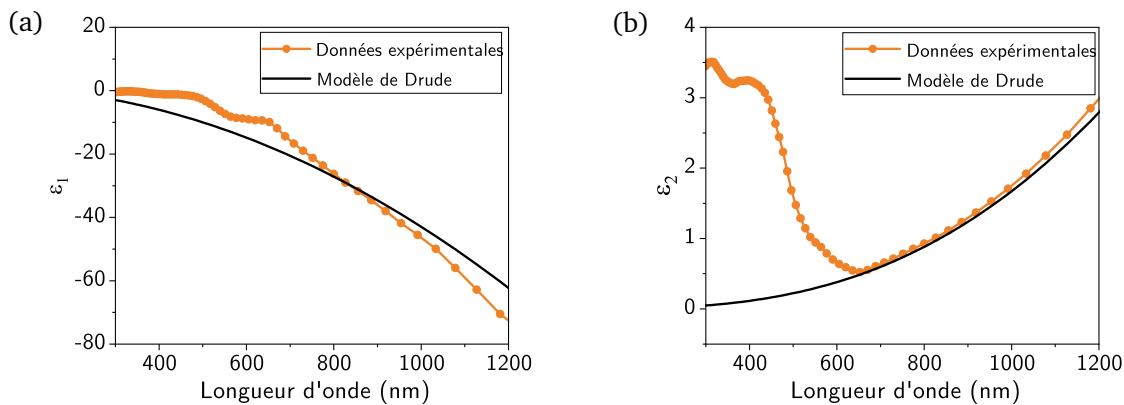 (a)
20
0
-20
-40
-60
-80
ε1
Données expérimentales
Modèle de Drude
400
600
800
1000
1200
Longueur d'onde (nm)
(b)
4
3
2
1
0
ε2
Données expérimentales
Modèle de Drude
400
600
800
1000
1200
Longueur d'onde (nm)